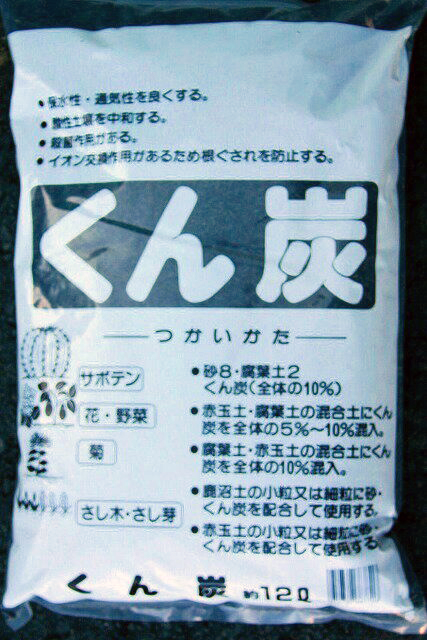 ・保水性・通気性を良くする。
・酸性土壌を中和する。
・殺菌作用がある。
・イオン交換作用があるため根ぐされを防止する。
くん炭
つかいかた
サボテン
・砂8・腐葉土2
くん炭(全体の10%)
花・野菜
・赤玉土・腐葉土の混合土にくん
炭を全体の5%〜10%混入。
菊
・腐葉土・赤玉土の混合土にくん
炭を全体の10%混入。
さし木・さし芽
・鹿沼土の小粒又は細粒に砂・
くん炭を配合して使用する。
・赤玉土の小粒又は細粒に砂・
くん炭を配合して使用する。
くん炭 約12ℓ